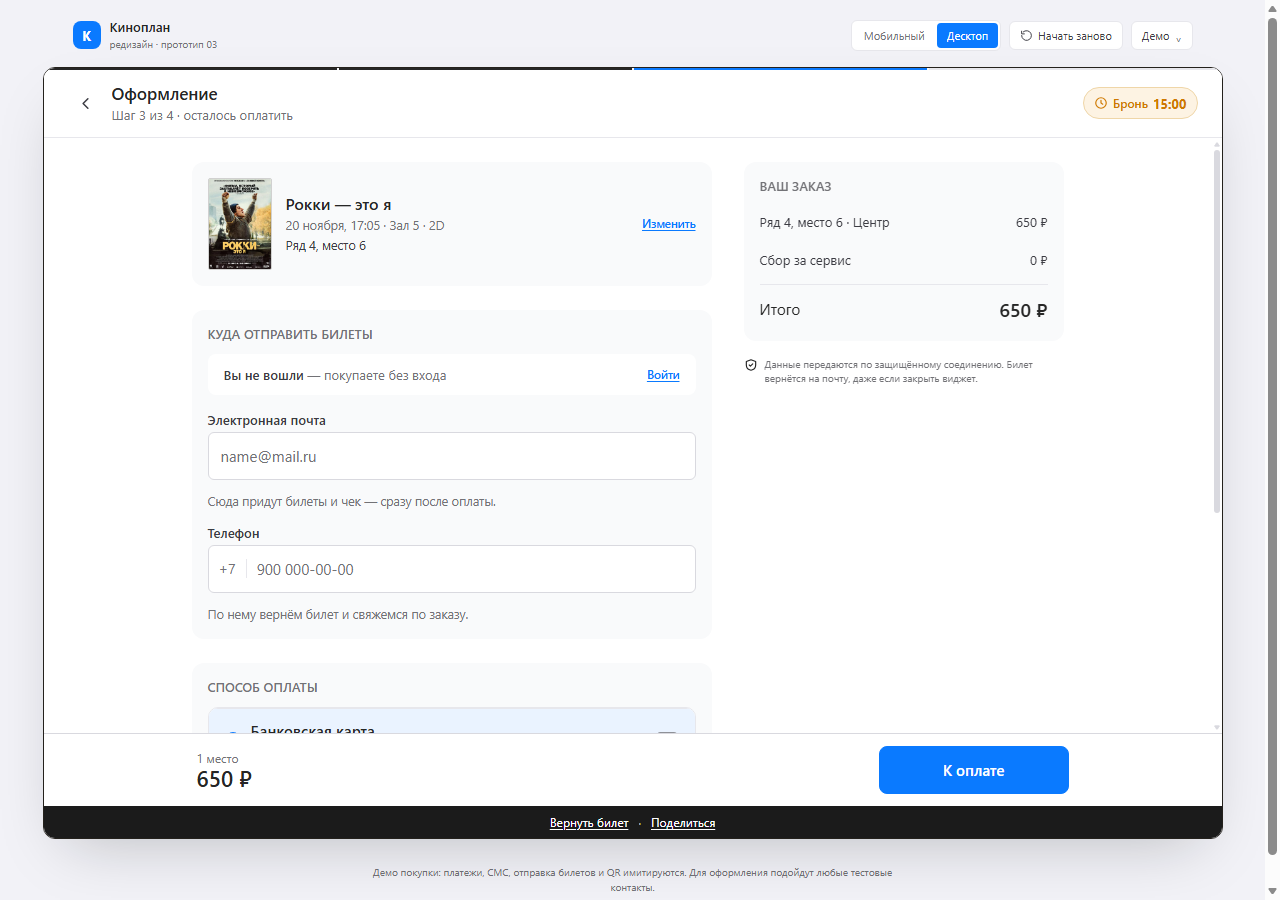 К
Киноплан
редизайн · прототип 03
Мобильный
Десктоп
Начать заново
Демо
Оформление
Шаг 3 из 4 · осталось оплатить
Бронь 15:00
РОККИ
ЭТО Я
Рокки — это я
20 ноября, 17:05 · Зал 5 · 2D
Ряд 4, место 6
Изменить
ВАШ ЗАКАЗ
Ряд 4, место 6 · Центр 650 ₽
Сбор за сервис 0 ₽
Итого 650 ₽
Данные передаются по защищённому соединению. Билет
вернётся на почту, даже если закрыть виджет.
КУДА ОТПРАВИТЬ БИЛЕТЫ
Вы не вошли — покупаете без входа
Войти
Электронная почта
name@mail.ru
Сюда придут билеты и чек — сразу после оплаты.
Телефон
+7 900 000-00-00
По нему вернём билет и свяжемся по заказу.
СПОСОБ ОПЛАТЫ
Банковская карта
1 место
650 ₽
К оплате
Вернуть билет · Поделиться
Демо покупки: платежи, СМС, отправка билетов и QR имитируются. Для оформления подойдут любые тестовые
контакты.